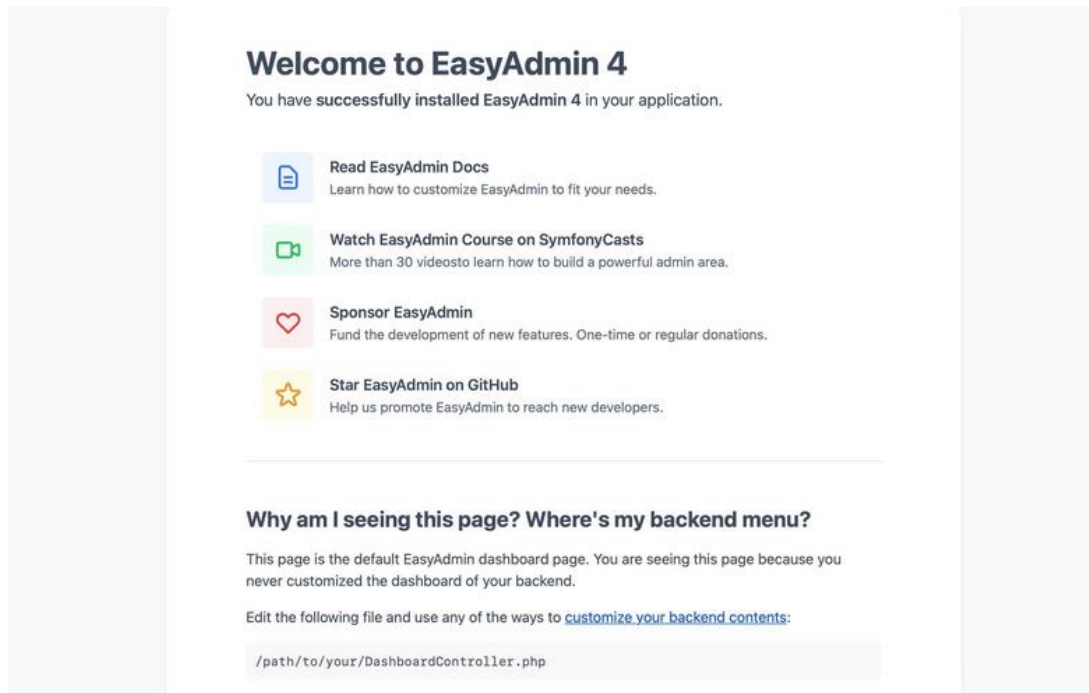 Welcome to EasyAdmin 4
You have successfully installed EasyAdmin 4 in your application.
Read EasyAdmin Docs
Learn how to customize EasyAdmin to fit your needs.
Watch EasyAdmin Course on SymfonyCasts
More than 30 videosto learn how to build a powerful admin area.
Sponsor EasyAdmin
Fund the development of new features. One-time or regular donations.
Star EasyAdmin on GitHub
Help us promote EasyAdmin to reach new developers.
Why am I seeing this page? Where's my backend menu?
This page is the default EasyAdmin dashboard page. You are seeing this page because you
never customized the dashboard of your backend.
Edit the following file and use any of the ways to customize your backend contents:
/path/to/your/DashboardController.php